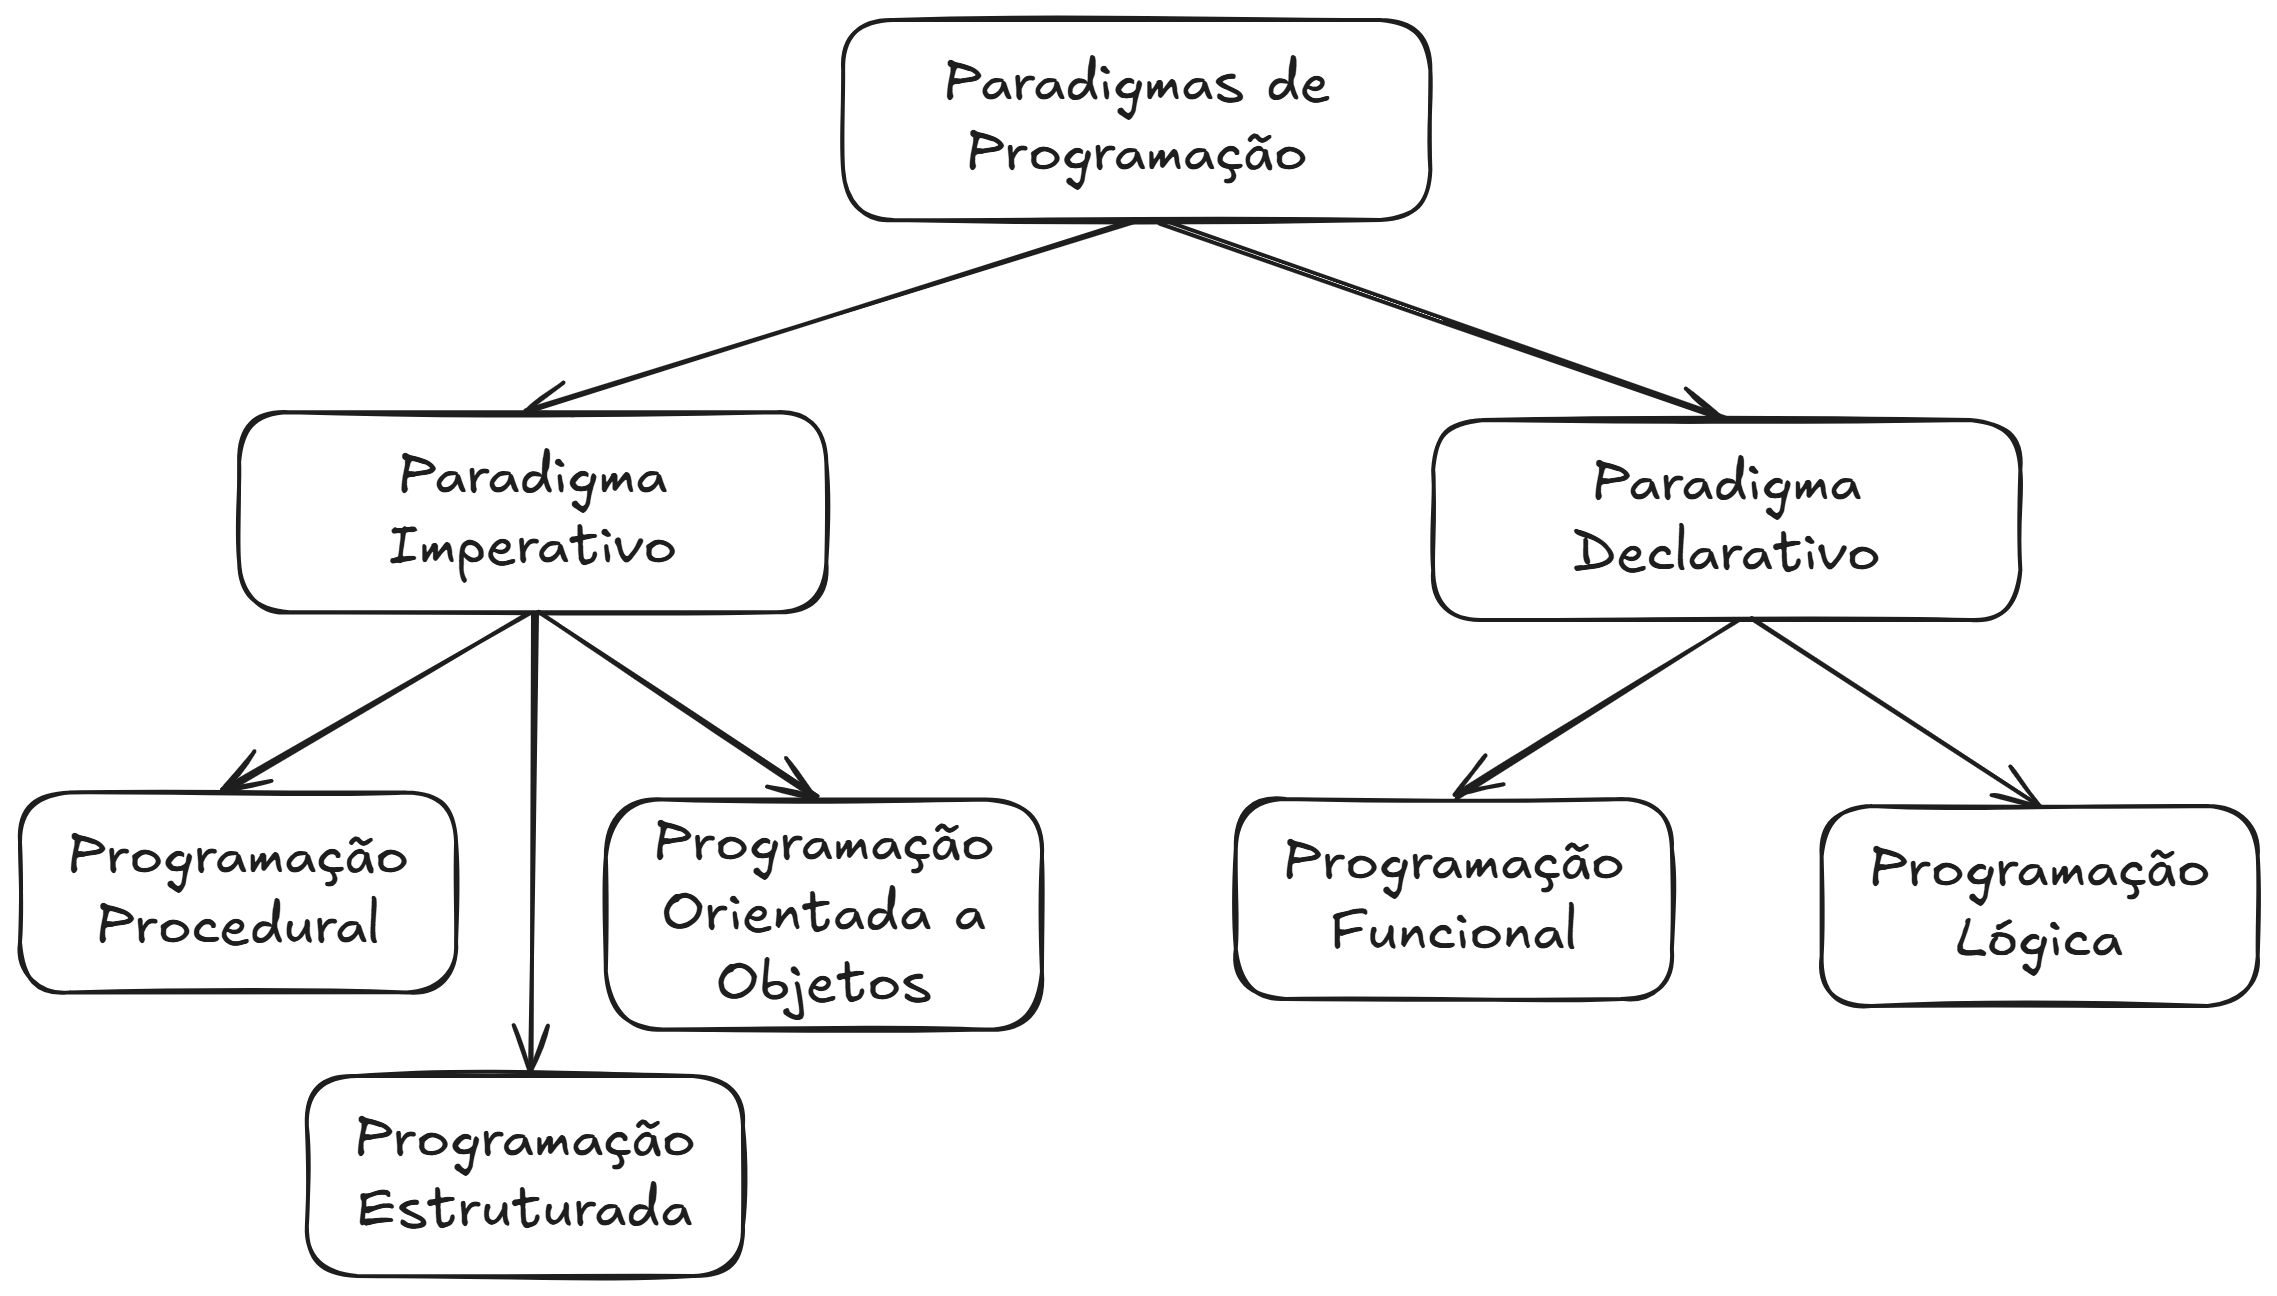 Paradigmas de
Programação
Paradigma
Imperativo
Paradigma
Declarativo
Programação
Procedural
Programação
Orientada a
Objetos
Programação
Funcional
Programação
Lógica
Programação
Estruturada